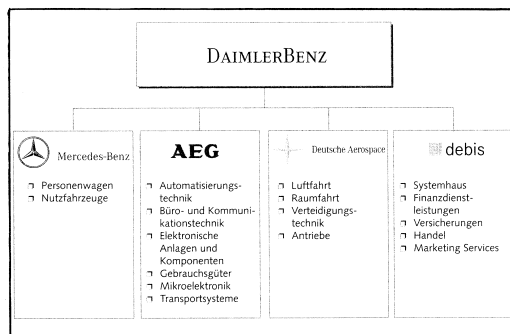 DAIMLERBENZ
Mercedes-Benz
Personenwagen
Nutzfahrzeuge
AEG
Automatisierungs-
technik
Büro- und Kommuni-
kationstechnik
Elektronische
Anlagen und
Komponenten
Gebrauchsgüter
Mikroelektronik
Transportsysteme
Deutsche Aerospace
Luftfahrt
Raumfahrt
Verteidigungs-
technik
Antriebe
debis
Systemhaus
Finanzdienst-
leistungen
Versicherungen
Handel
Marketing Services